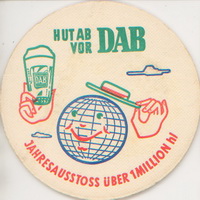 HUT AB
VOR DAB
DAB
JAHRESAUSSTOSS ÜBER 1 MILLION hl